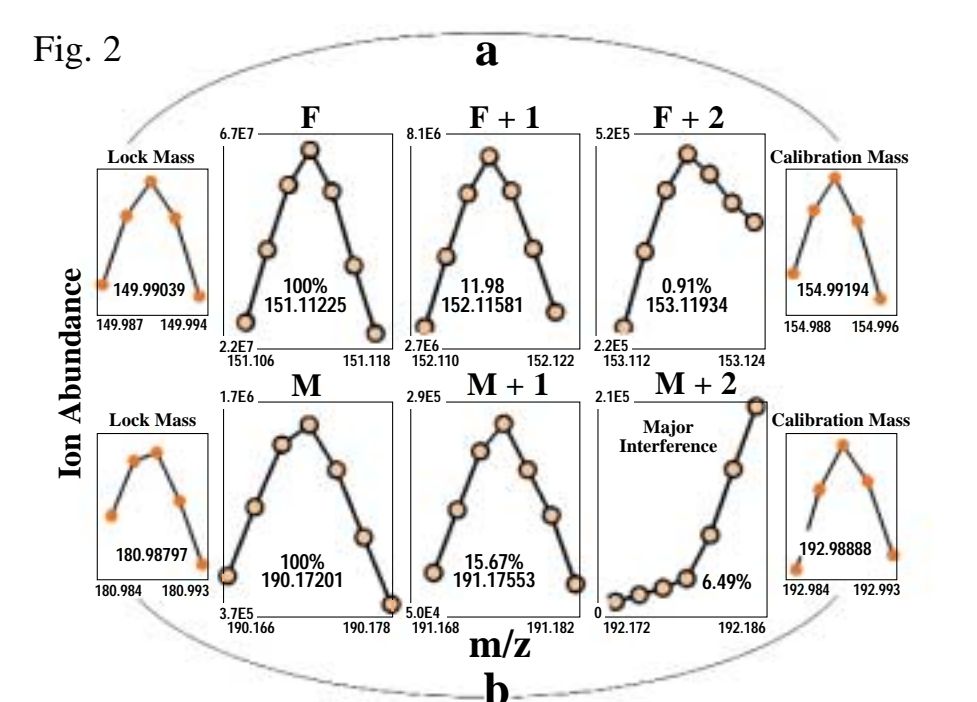 Fig. 2
a
F
F + 1
F + 2
6.7E7
8.1E6
5.2E5
Lock Mass
Calibration Mass
149.99039
100%
151.11225
11.98
152.11581
0.91%
153.11934
154.99194
149.987
149.994
2.2E7
2.7E6
2.2E5
154.988
154.996
151.106
151.118
152.110
152.122
153.112
153.124
Ion Abundance
M
M + 1
M + 2
1.7E6
2.9E5
2.1E5
Lock Mass
Major
Interference
Calibration Mass
180.98797
100%
190.17201
15.67%
191.17553
6.49%
192.98888
180.984
180.993
3.7E5
5.0E4
0
192.984
192.993
190.166
190.178
191.168
191.182
192.172
192.186
m/z
b